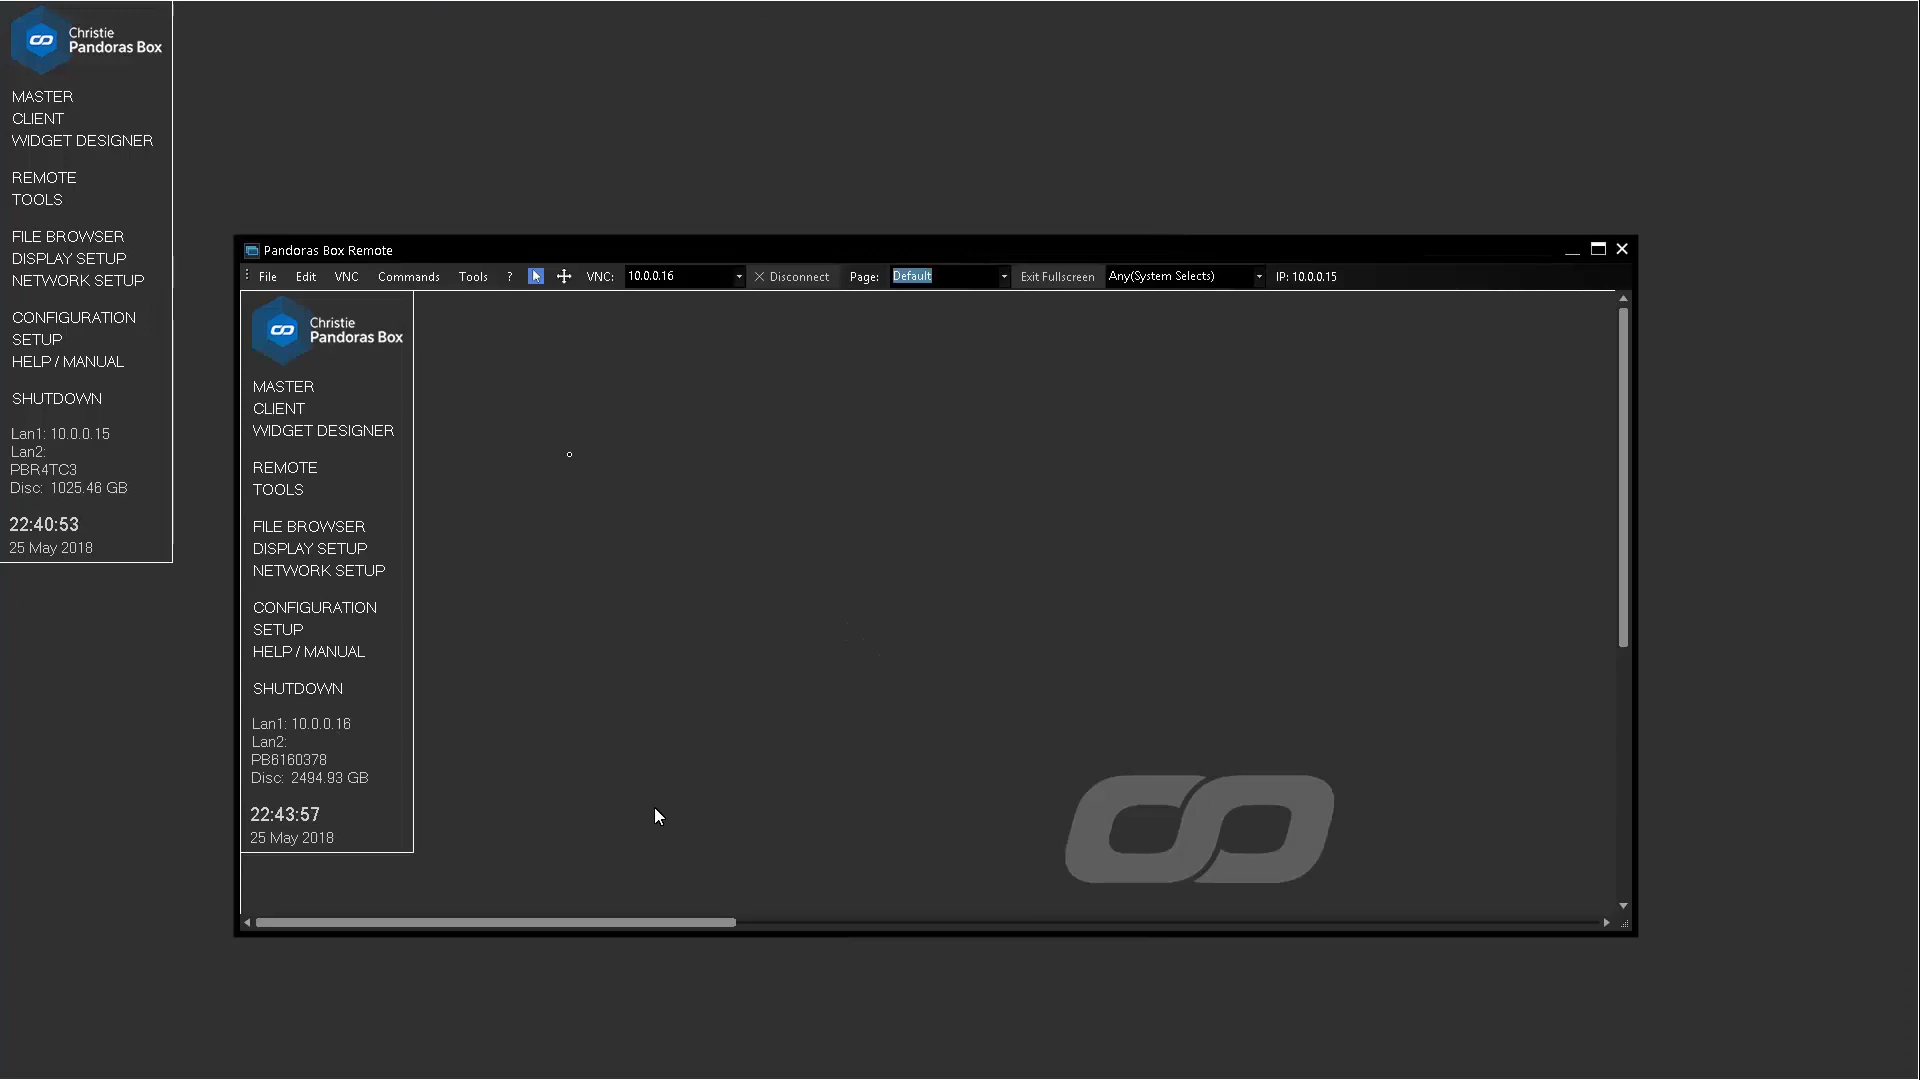 Christie
Pandoras Box
MASTER
CLIENT
WIDGET DESIGNER
REMOTE
TOOLS
FILE BROWSER
DISPLAY SETUP
NETWORK SETUP
CONFIGURATION
SETUP
HELP / MANUAL
SHUTDOWN
Lan1: 10.0.0.15
Lan2:
PBR4TC3
Disc: 1025.46 GB
22:40:53
25 May 2018
Pandoras Box Remote
File Edit VNC Commands Tools ? VNC: 10.0.0.16 Disconnect Page: Default Exit Fullscreen Any(System Selects) IP: 10.0.0.15
Christie
Pandoras Box
MASTER
CLIENT
WIDGET DESIGNER
REMOTE
TOOLS
FILE BROWSER
DISPLAY SETUP
NETWORK SETUP
CONFIGURATION
SETUP
HELP / MANUAL
SHUTDOWN
Lan1: 10.0.0.16
Lan2:
PB6160378
Disc: 2494.93 GB
22:43:57
25 May 2018